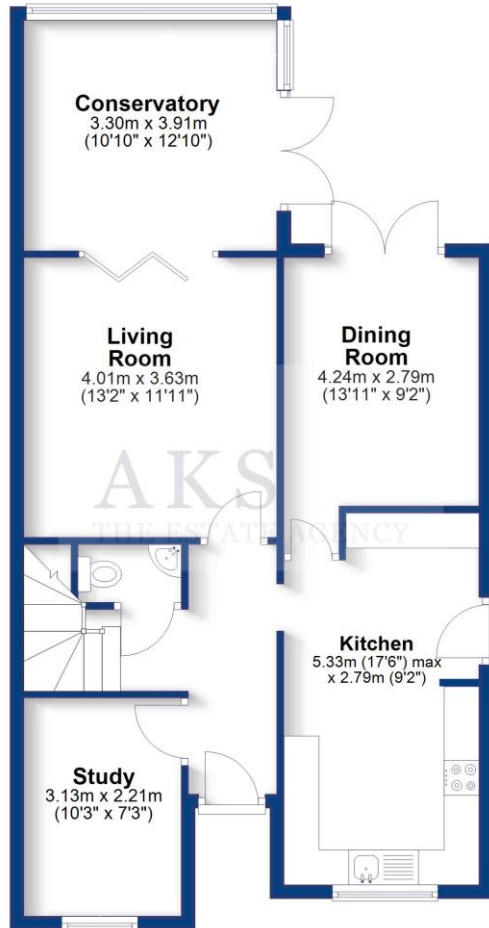 Conservatory
3.30m x 3.91m
(10'10" x 12'10")
Living
Room
4.01m x 3.63m
(13'2" x 11'11")
Dining
Room
4.24m x 2.79m
(13'11" x 9'2")
AKS
THE ESTATE AGENCY
Kitchen
5.33m (17'6") max
x 2.79m (9'2")
Study
3.13m x 2.21m
(10'3" x 7'3")